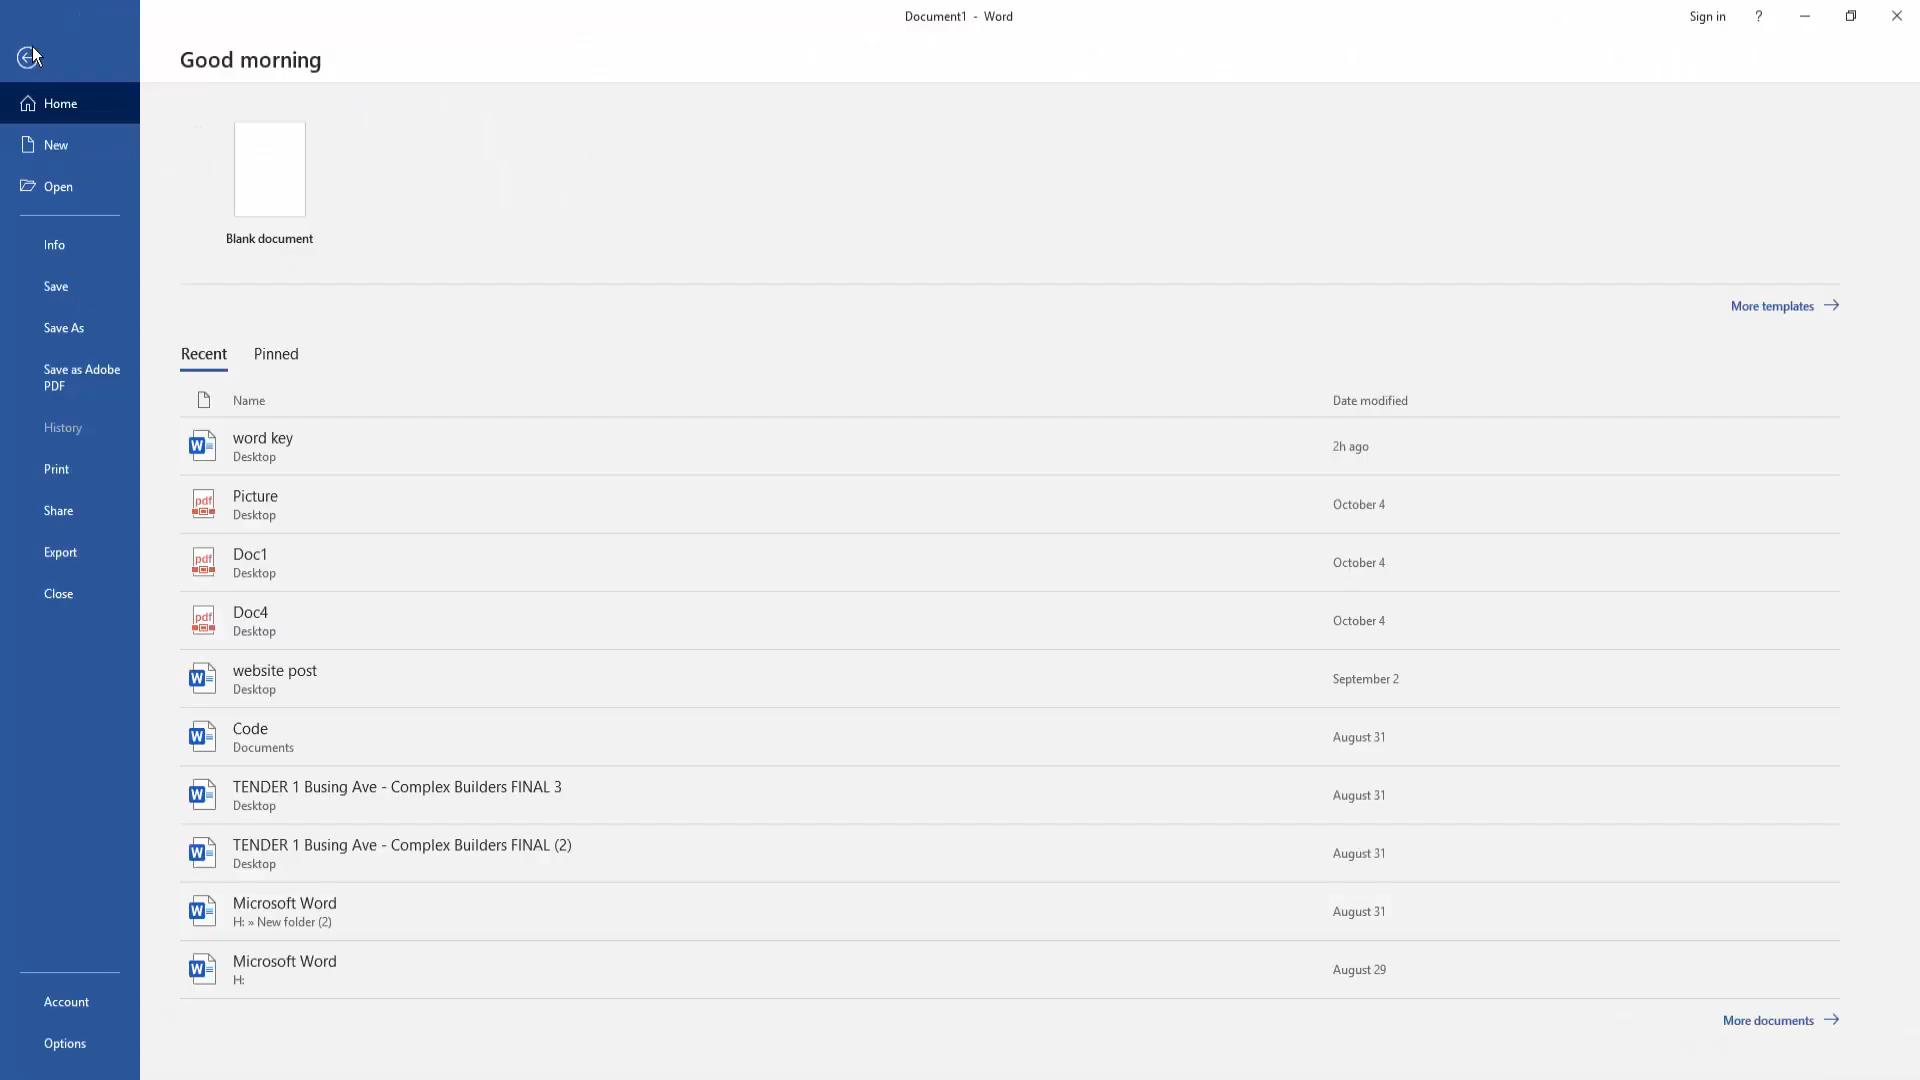 Document1 - Word
Sign in ?
Good morning
Home
New
Open
Info
Save
Save As
Save as Adobe
PDF
History
Print
Share
Export
Close
Account
Options
Blank document
More templates
Recent Pinned
Name Date modified
W word key 2h ago
Desktop
pdf Picture October 4
Desktop
pdf Doc1 October 4
Desktop
pdf Doc4 October 4
Desktop
W website post September 2
Desktop
W Code August 31
Documents
W TENDER 1 Busing Ave - Complex Builders FINAL 3 August 31
Desktop
W TENDER 1 Busing Ave - Complex Builders FINAL (2) August 31
Desktop
W Microsoft Word August 31
H: » New folder (2)
W Microsoft Word August 29
H:
More documents